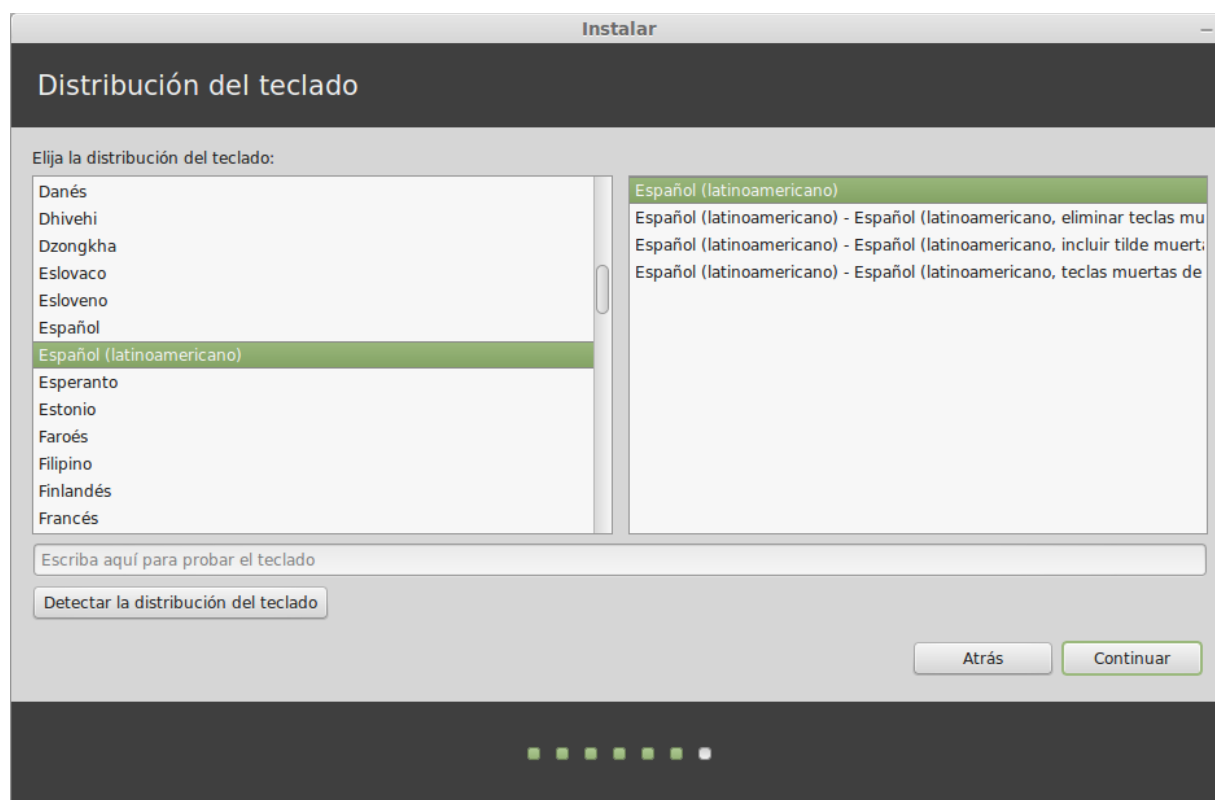 Instalar
Distribución del teclado
Elija la distribución del teclado:
Danés
Dhivehi
Dzongkha
Eslovaco
Esloveno
Español
Español (latinoamericano)
Esperanto
Estonio
Faroés
Filipino
Finlandés
Francés
Español (latinoamericano)
Español (latinoamericano) - Español (latinoamericano, eliminar teclas mu
Español (latinoamericano) - Español (latinoamericano, incluir tilde muert
Español (latinoamericano) - Español (latinoamericano, teclas muertas de
Escriba aquí para probar el teclado
Detectar la distribución del teclado
Atrás
Continuar